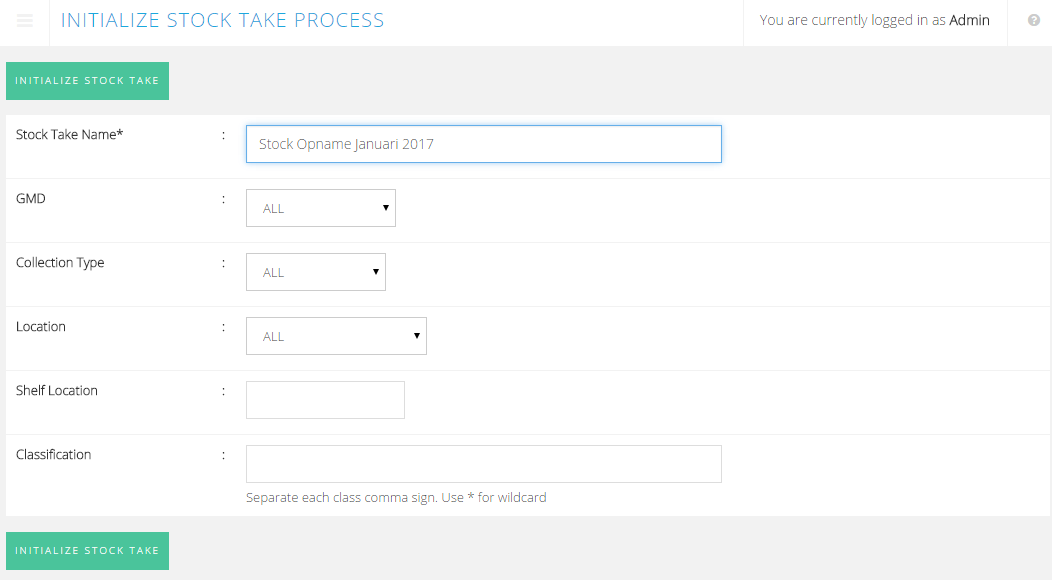 INITIALIZE STOCK TAKE PROCESS
You are currently logged in as Admin
?
INITIALIZE STOCK TAKE
Stock Take Name* : Stock Opname Januari 2017
GMD : ALL
Collection Type : ALL
Location : ALL
Shelf Location :
Classification :
Separate each class comma sign. Use * for wildcard
INITIALIZE STOCK TAKE